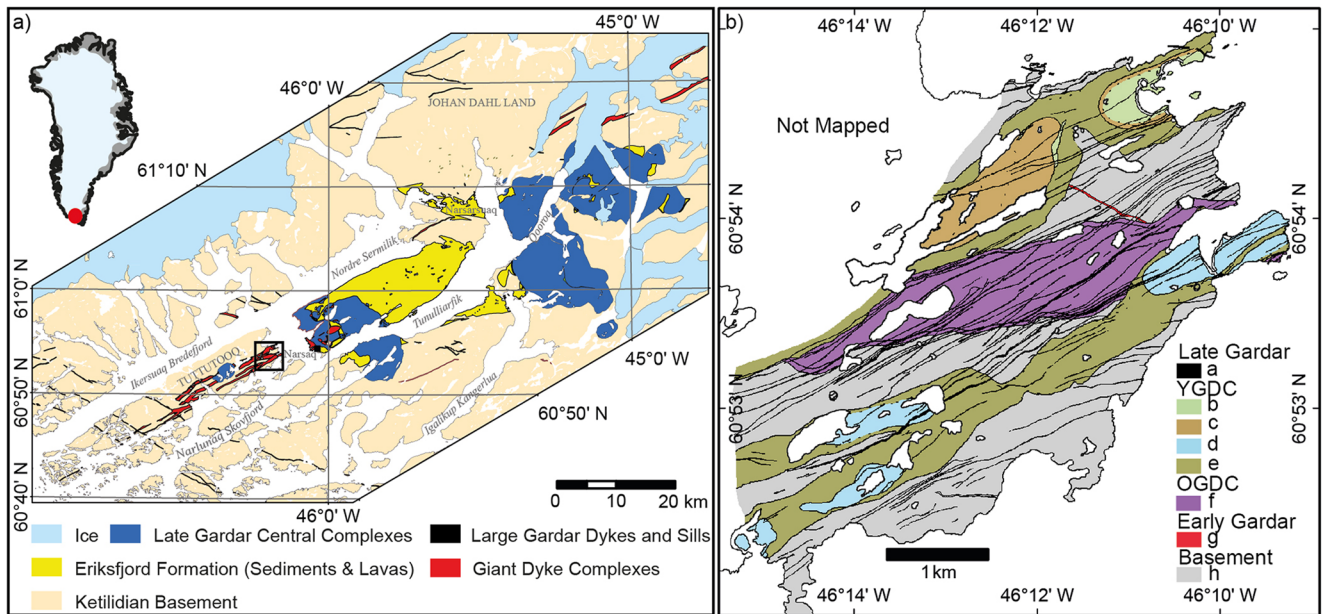 a)
45°0' W
46°0' W
JOHAN DAHL LAND
61°10' N
Narsarsuaq
Qooroq
Nordre Sermilik
61°0' N
Tunulliarfik
Ikersuaq Bredefjord
TUTTUTOOQ
Narsaq
45°0' W
60°50' N
Igalikup Kangerlua
60°50' N
Narlunaq Skovfjord
60°40' N
46°0' W
0 10 20 km
Ice
Late Gardar Central Complexes
Large Gardar Dykes and Sills
Eriksfjord Formation (Sediments & Lavas)
Giant Dyke Complexes
Ketilidian Basement
b)
46°14' W
46°12' W
46°10' W
Not Mapped
60°54' N
60°54' N
60°53' N
60°53' N
Late Gardar
a
YGDC
b
c
d
e
OGDC
f
Early Gardar
g
Basement
h
1km
46°14' W
46°12' W
46°10' W